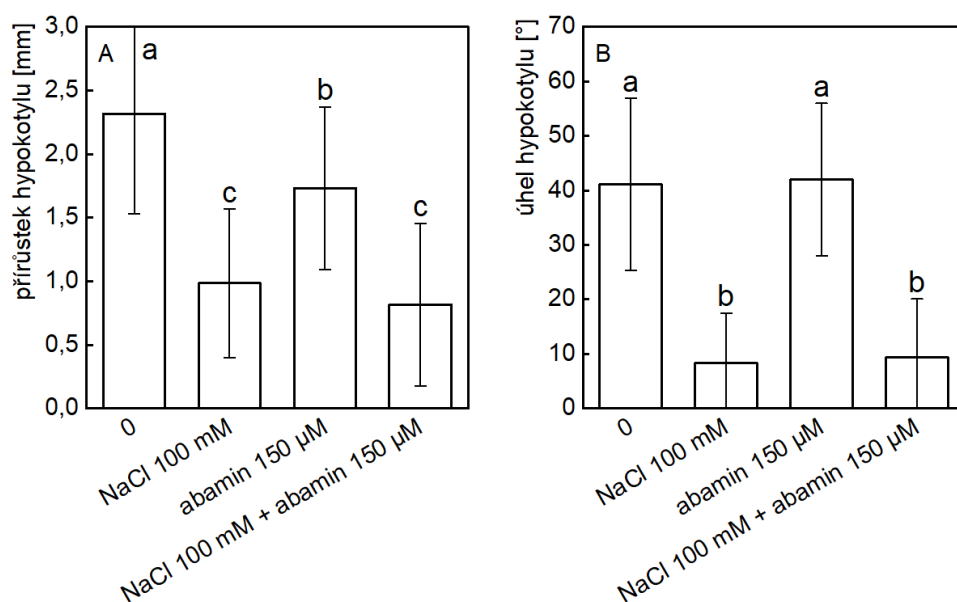 A
přírůstek hypokotylu [mm]
3,0
2,5
2,0
1,5
1,0
0,5
0,0
a
c
b
c
0
NaCl 100 mM
abamin 150 µM
NaCl 100 mM + abamin 150 µM
B
úhel hypokotylu [°]
70
60
50
40
30
20
10
0
a
b
a
b
0
NaCl 100 mM
abamin 150 µM
NaCl 100 mM + abamin 150 µM